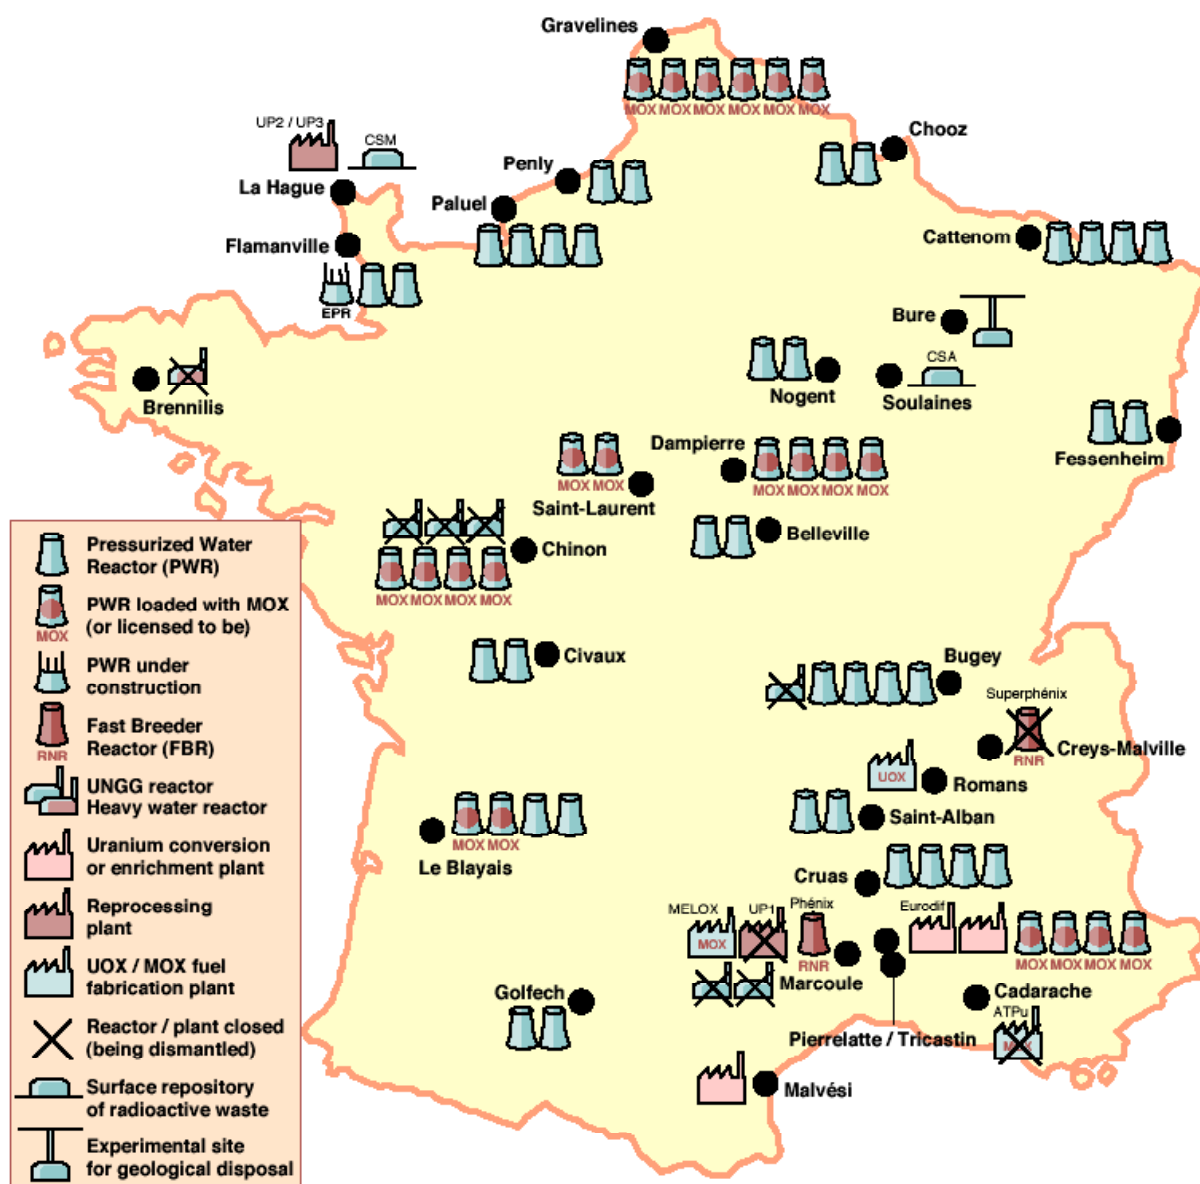 Gravelines
MOX MOX MOX MOX MOX MOX
Chooz
UP2 / UP3
CSM
La Hague
Penly
Paluel
Flamanville
EPR
Cattenom
Bure
CSA
Soulaines
Nogent
Brennilis
Fessenheim
Dampierre
MOX MOX MOX MOX
MOX MOX
Saint-Laurent
Belleville
Chinon
MOX MOX MOX MOX
Civaux
Bugey
Superphénix
RNR
Creys-Malville
UOX
Romans
Saint-Alban
MOX MOX
Le Blayais
Cruas
MELOX
MOX
UP1
Phénix
RNR
Marcoule
Eurodif
MOX MOX MOX MOX
Pierrelatte / Tricastin
Cadarache
ATPu
MOX
Golfech
Malvési
Pressurized Water
Reactor (PWR)
MOX
PWR loaded with MOX
(or licensed to be)
PWR under
construction
RNR
Fast Breeder
Reactor (FBR)
UNGG reactor
Heavy water reactor
Uranium conversion
or enrichment plant
Reprocessing
plant
UOX / MOX fuel
fabrication plant
Reactor / plant closed
(being dismantled)
Surface repository
of radioactive waste
Experimental site
for geological disposal